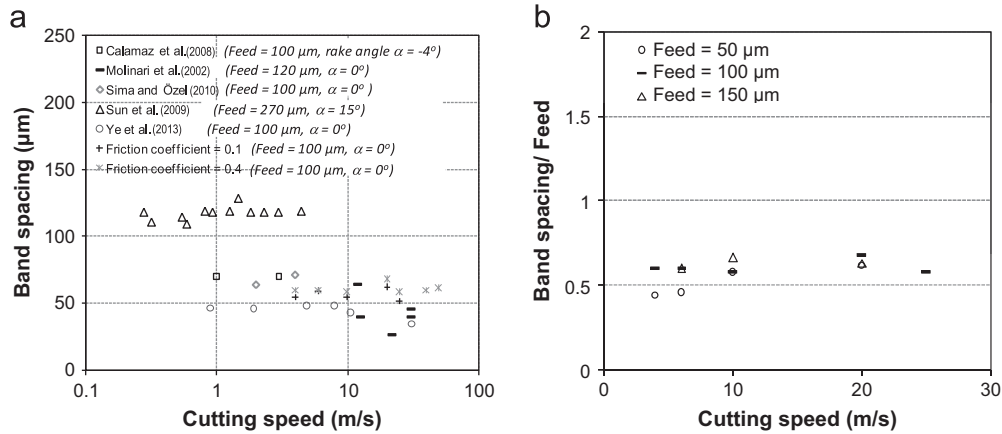 a
250
200
150
100
50
0
Band spacing (µm)
Calamaz et al.(2008) (Feed = 100 µm, rake angle α = -4°)
Molinari et al.(2002) (Feed = 120 µm, α = 0°)
Sima and Özel (2010) (Feed = 100 µm, α = 0°)
Sun et al.(2009) (Feed = 270 µm, α = 15°)
Ye et al.(2013) (Feed = 100 µm, α = 0°)
Friction coefficient = 0.1 (Feed = 100 µm, α = 0°)
Friction coefficient = 0.4 (Feed = 100 µm, α = 0°)
0.1 1 10 100
Cutting speed (m/s)
b
2
1.5
1
0.5
0
Band spacing/ Feed
Feed = 50 µm
Feed = 100 µm
Feed = 150 µm
0 10 20 30
Cutting speed (m/s)